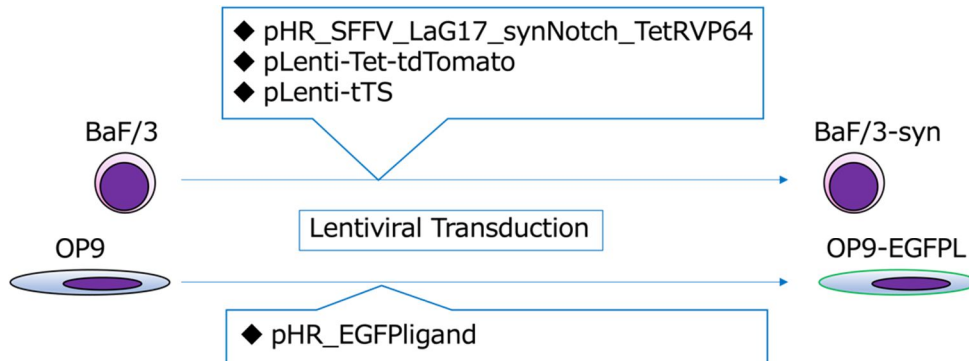 ◆ pHR_SFFV_LaG17_synNotch_TetRVP64
◆ pLenti-Tet-tdTomato
◆ pLenti-tTS
BaF/3
BaF/3-syn
Lentiviral Transduction
OP9
OP9-EGFPL
◆ pHR_EGFPligand